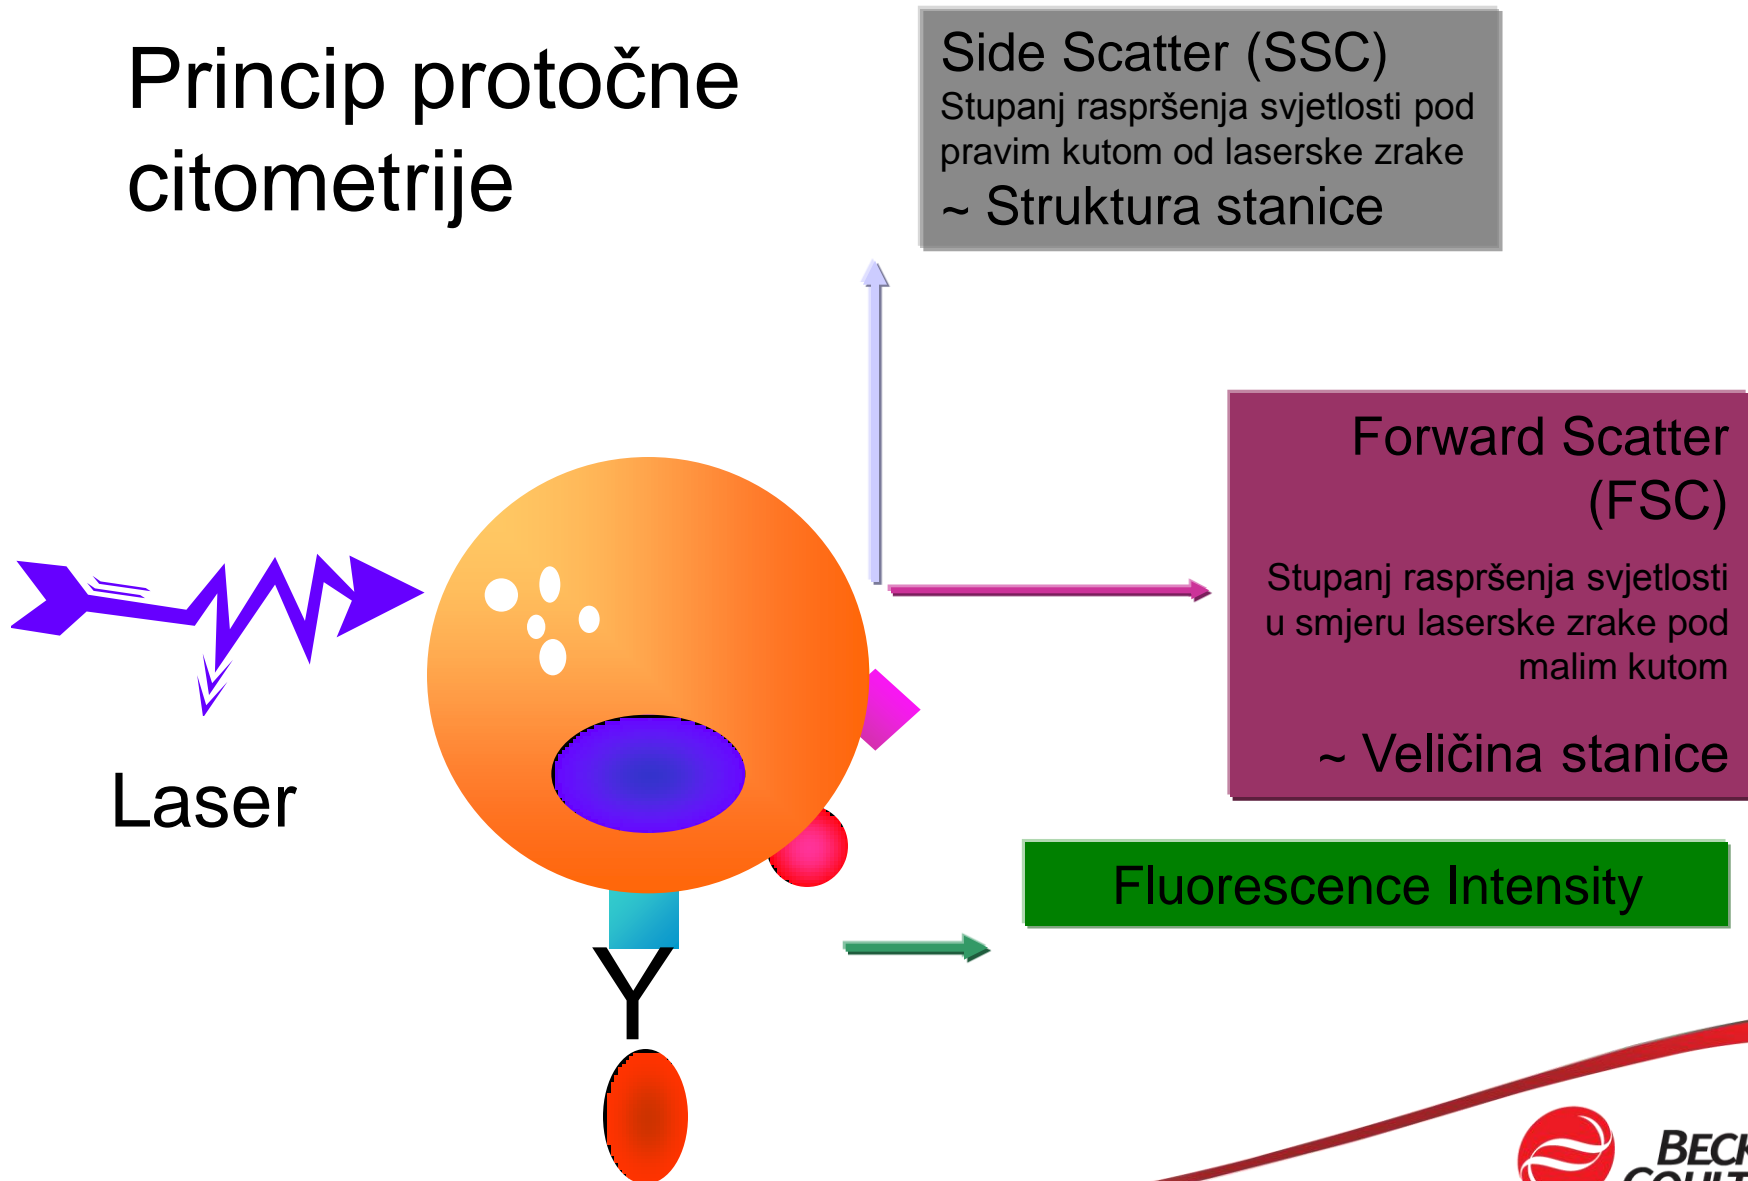 Princip protočne
citometrije
Side Scatter (SSC)
Stupanj raspršenja svjetlosti pod
pravim kutom od laserske zrake
~ Struktura stanice
Forward Scatter
(FSC)
Stupanj raspršenja svjetlosti
u smjeru laserske zrake pod
malim kutom
~ Veličina stanice
Laser
Fluorescence Intensity
Y